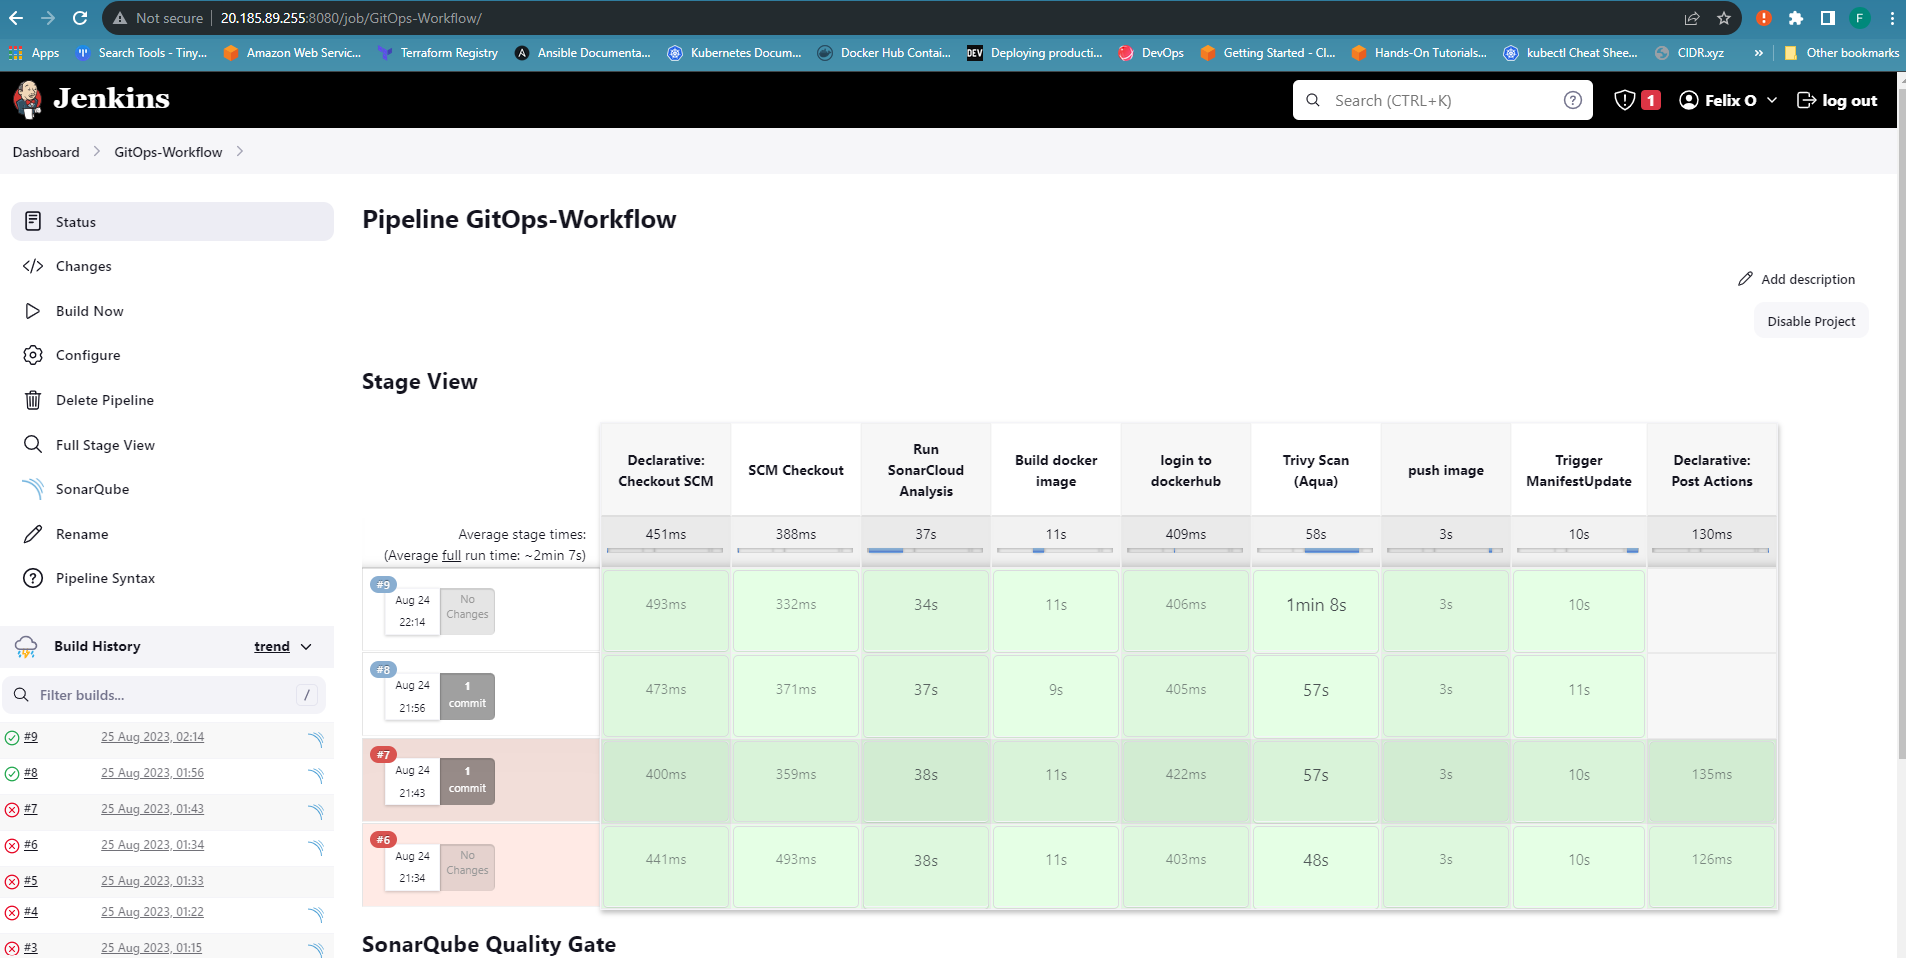 Not secure
20.185.89.255:8080/job/GitOps-Workflow/
F
Apps
Search Tools - Tiny...
Amazon Web Servic...
Terraform Registry
Ansible Documenta...
Kubernetes Docum...
Docker Hub Contai...
DEV
Deploying producti...
DevOps
Getting Started - Cl...
Hands-On Tutorials...
kubectl Cheat Shee...
CIDR.xyz
»
Other bookmarks
Jenkins
Search (CTRL+K)
1
Felix O
log out
Dashboard
GitOps-Workflow
Status
Changes
Build Now
Configure
Delete Pipeline
Full Stage View
SonarQube
Rename
Pipeline Syntax
Build History
trend
Filter builds...
/
#9 25 Aug 2023, 02:14
#8 25 Aug 2023, 01:56
#7 25 Aug 2023, 01:43
#6 25 Aug 2023, 01:34
#5 25 Aug 2023, 01:33
#4 25 Aug 2023, 01:22
#3 25 Aug 2023, 01:15
Pipeline GitOps-Workflow
Add description
Disable Project
Stage View
Declarative:
Checkout SCM
SCM Checkout
Run
SonarCloud
Analysis
Build docker
image
login to
dockerhub
Trivy Scan
(Aqua)
push image
Trigger
ManifestUpdate
Declarative:
Post Actions
Average stage times:
(Average full run time: ~2min 7s)
451ms 388ms 37s 11s 409ms 58s 3s 10s 130ms
#9
Aug 24
22:14
No
Changes
493ms 332ms 34s 11s 406ms 1min 8s 3s 10s
#8
Aug 24
21:56
1
commit
473ms 371ms 37s 9s 405ms 57s 3s 11s
#7
Aug 24
21:43
1
commit
400ms 359ms 38s 11s 422ms 57s 3s 10s 135ms
#6
Aug 24
21:34
No
Changes
441ms 493ms 38s 11s 403ms 48s 3s 10s 126ms
SonarQube Quality Gate